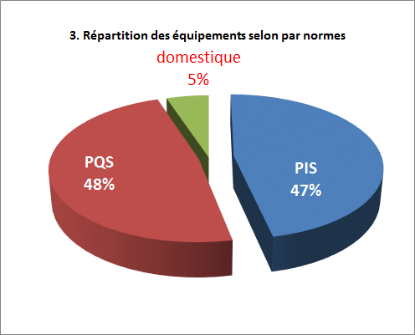 3. Répartition des équipements selon par normes
domestique
5%
PQS
48%
PIS
47%